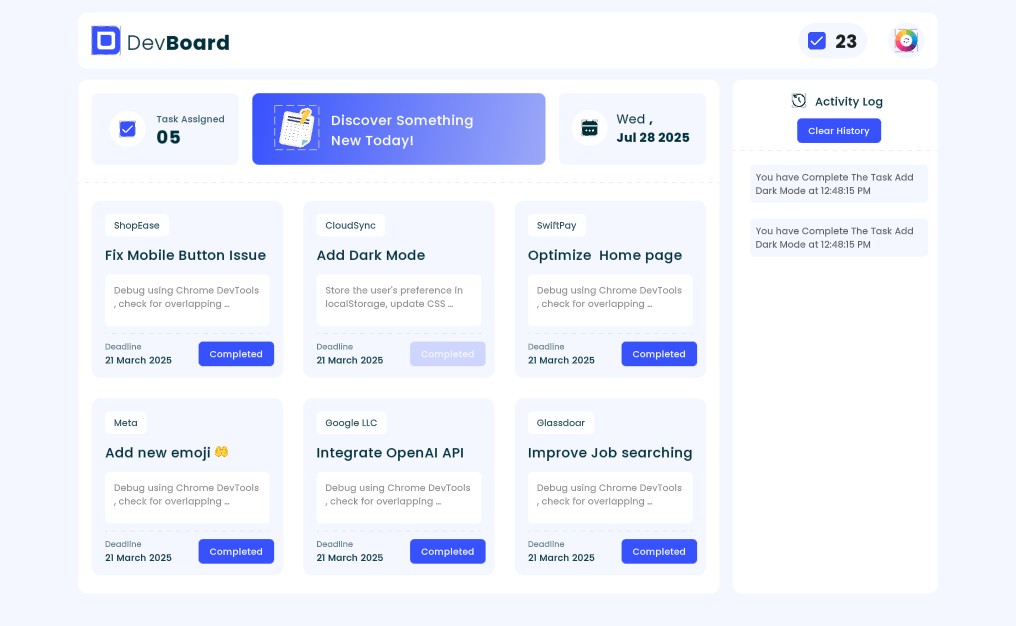 DevBoard
23
Task Assigned
05
Discover Something
New Today!
Wed ,
Jul 28 2025
Activity Log
Clear History
You have Complete The Task Add
Dark Mode at 12:48:15 PM
You have Complete The Task Add
Dark Mode at 12:48:15 PM
ShopEase
Fix Mobile Button Issue
Debug using Chrome DevTools
, check for overlapping ...
Deadline
21 March 2025
Completed
CloudSync
Add Dark Mode
Store the user's preference in
localStorage, update CSS ...
Deadline
21 March 2025
Completed
SwiftPay
Optimize  Home page
Debug using Chrome DevTools
, check for overlapping ...
Deadline
21 March 2025
Completed
Meta
Add new emoji 🤲
Debug using Chrome DevTools
, check for overlapping ...
Deadline
21 March 2025
Completed
Google LLC
Integrate OpenAI API
Debug using Chrome DevTools
, check for overlapping ...
Deadline
21 March 2025
Completed
Glassdoar
Improve Job searching
Debug using Chrome DevTools
, check for overlapping ...
Deadline
21 March 2025
Completed